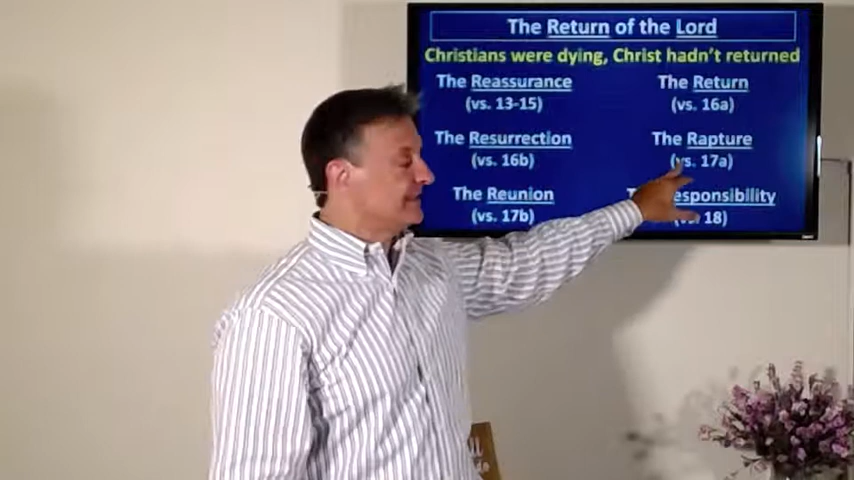 The Return of the Lord
Christians were dying, Christ hadn't returned
The Reassurance
(vs. 13-15)
The Return
(vs. 16a)
The Resurrection
(vs. 16b)
The Rapture
(vs. 17a)
The Reunion
(vs. 17b)
esponsibility
18)